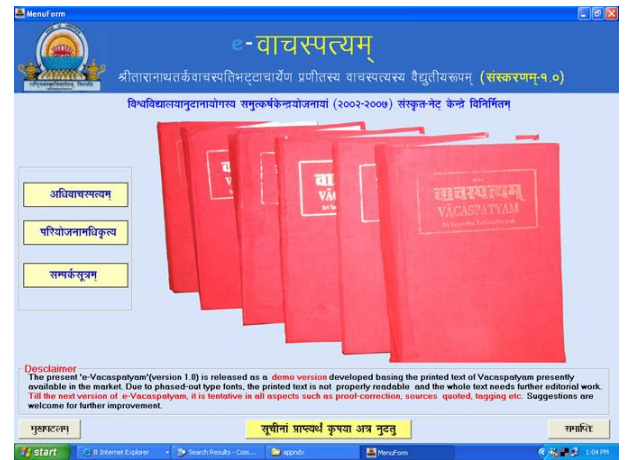 MenuForm
e-वाचस्पत्यम्
श्रीतारानाथतर्कवाचस्पतिभट्टाचार्येण प्रणीतस्य वाचस्पत्यस्य वैद्युतीयरूपम् (संस्करणम्-१.०)
विश्वविद्यालयानुदानायोगस्य समुत्कर्षकेन्द्रयोजनायां (२००२-२००७) संस्कृत-नेट् केन्द्रे विनिर्मितम्
वाचस्पत्यम्
VĀCASPATYAM
अधिवाचस्पत्यम्
परियोजनामधिकृत्य
सम्पर्कसूत्रम्
Desclaimer
The present 'e-Vacaspatyam'(version 1.0) is released as a demo version developed basing the printed text of Vacaspatyam presently
available in the market. Due to phased-out type fonts, the printed text is not properly readable and the whole text needs further editorial work.
Till the next version of e-Vacaspatyam, it is tentative in all aspects such as proof-correction, sources quoted, tagging etc. Suggestions are
welcome for further improvement.
मुखपटलम्
सूचीनां प्राप्त्यर्थं कृपया अत्र नुदतु
समाप्तिः
start
8 Internet Explorer
Search Results - Com...
appndx
MenuForm
1:04 PM